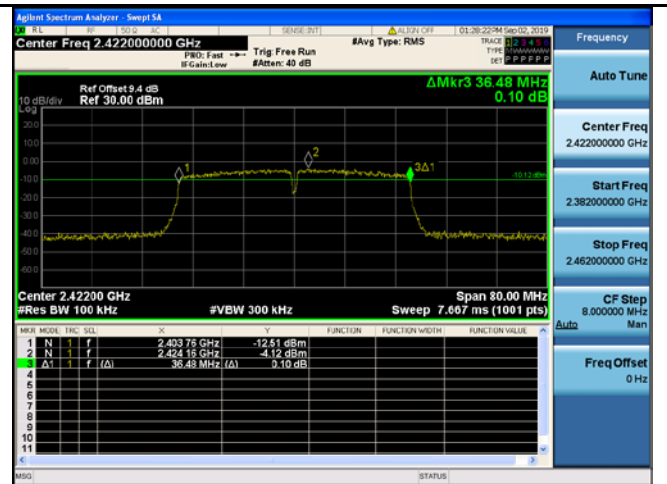 Agilent Spectrum Analyzer - Swept SA
RL RF 50 Ω AC SENSE:INT ALIGN OFF 01:28:22PM Sep 02, 2019
Center Freq 2.422000000 GHz
PNO: Fast
IFGain:Low
Trig: Free Run
#Atten: 40 dB
#Avg Type: RMS
TRACE 1 2 3 4 5 6
TYPE
DET P P P P P P
Ref Offset 9.4 dB
Ref 30.00 dBm
10 dB/div
Log
ΔMkr3 36.48 MHz
0.10 dB
20.0
10.0
0.00
-10.0
-20.0
-30.0
-40.0
-50.0
-60.0
1
2
3Δ1
-10.12 dBm
Center 2.42200 GHz
#Res BW 100 kHz
#VBW 300 kHz
Span 80.00 MHz
Sweep 7.667 ms (1001 pts)
MKR MODE TRC SCL X Y FUNCTION FUNCTION WIDTH FUNCTION VALUE
1 N 1 f 2.403 76 GHz -12.51 dBm
2 N 1 f 2.424 16 GHz -4.12 dBm
3 Δ1 1 f (Δ) 36.48 MHz (Δ) 0.10 dB
4
5
6
7
8
9
10
11
MSG STATUS
Frequency
Auto Tune
Center Freq
2.422000000 GHz
Start Freq
2.382000000 GHz
Stop Freq
2.462000000 GHz
CF Step
8.000000 MHz
Auto Man
Freq Offset
0 Hz